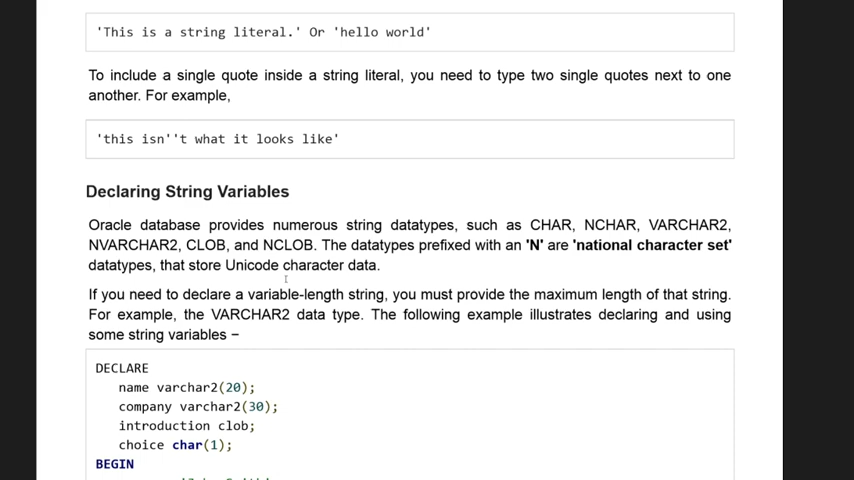 'This is a string literal.' Or 'hello world'
To include a single quote inside a string literal, you need to type two single quotes next to one
another. For example,
'this isn''t what it looks like'
Declaring String Variables
Oracle database provides numerous string datatypes, such as CHAR, NCHAR, VARCHAR2,
NVARCHAR2, CLOB, and NCLOB. The datatypes prefixed with an 'N' are 'national character set'
datatypes, that store Unicode character data.
If you need to declare a variable-length string, you must provide the maximum length of that string.
For example, the VARCHAR2 data type. The following example illustrates declaring and using
some string variables −
DECLARE
name varchar2(20);
company varchar2(30);
introduction clob;
choice char(1);
BEGIN